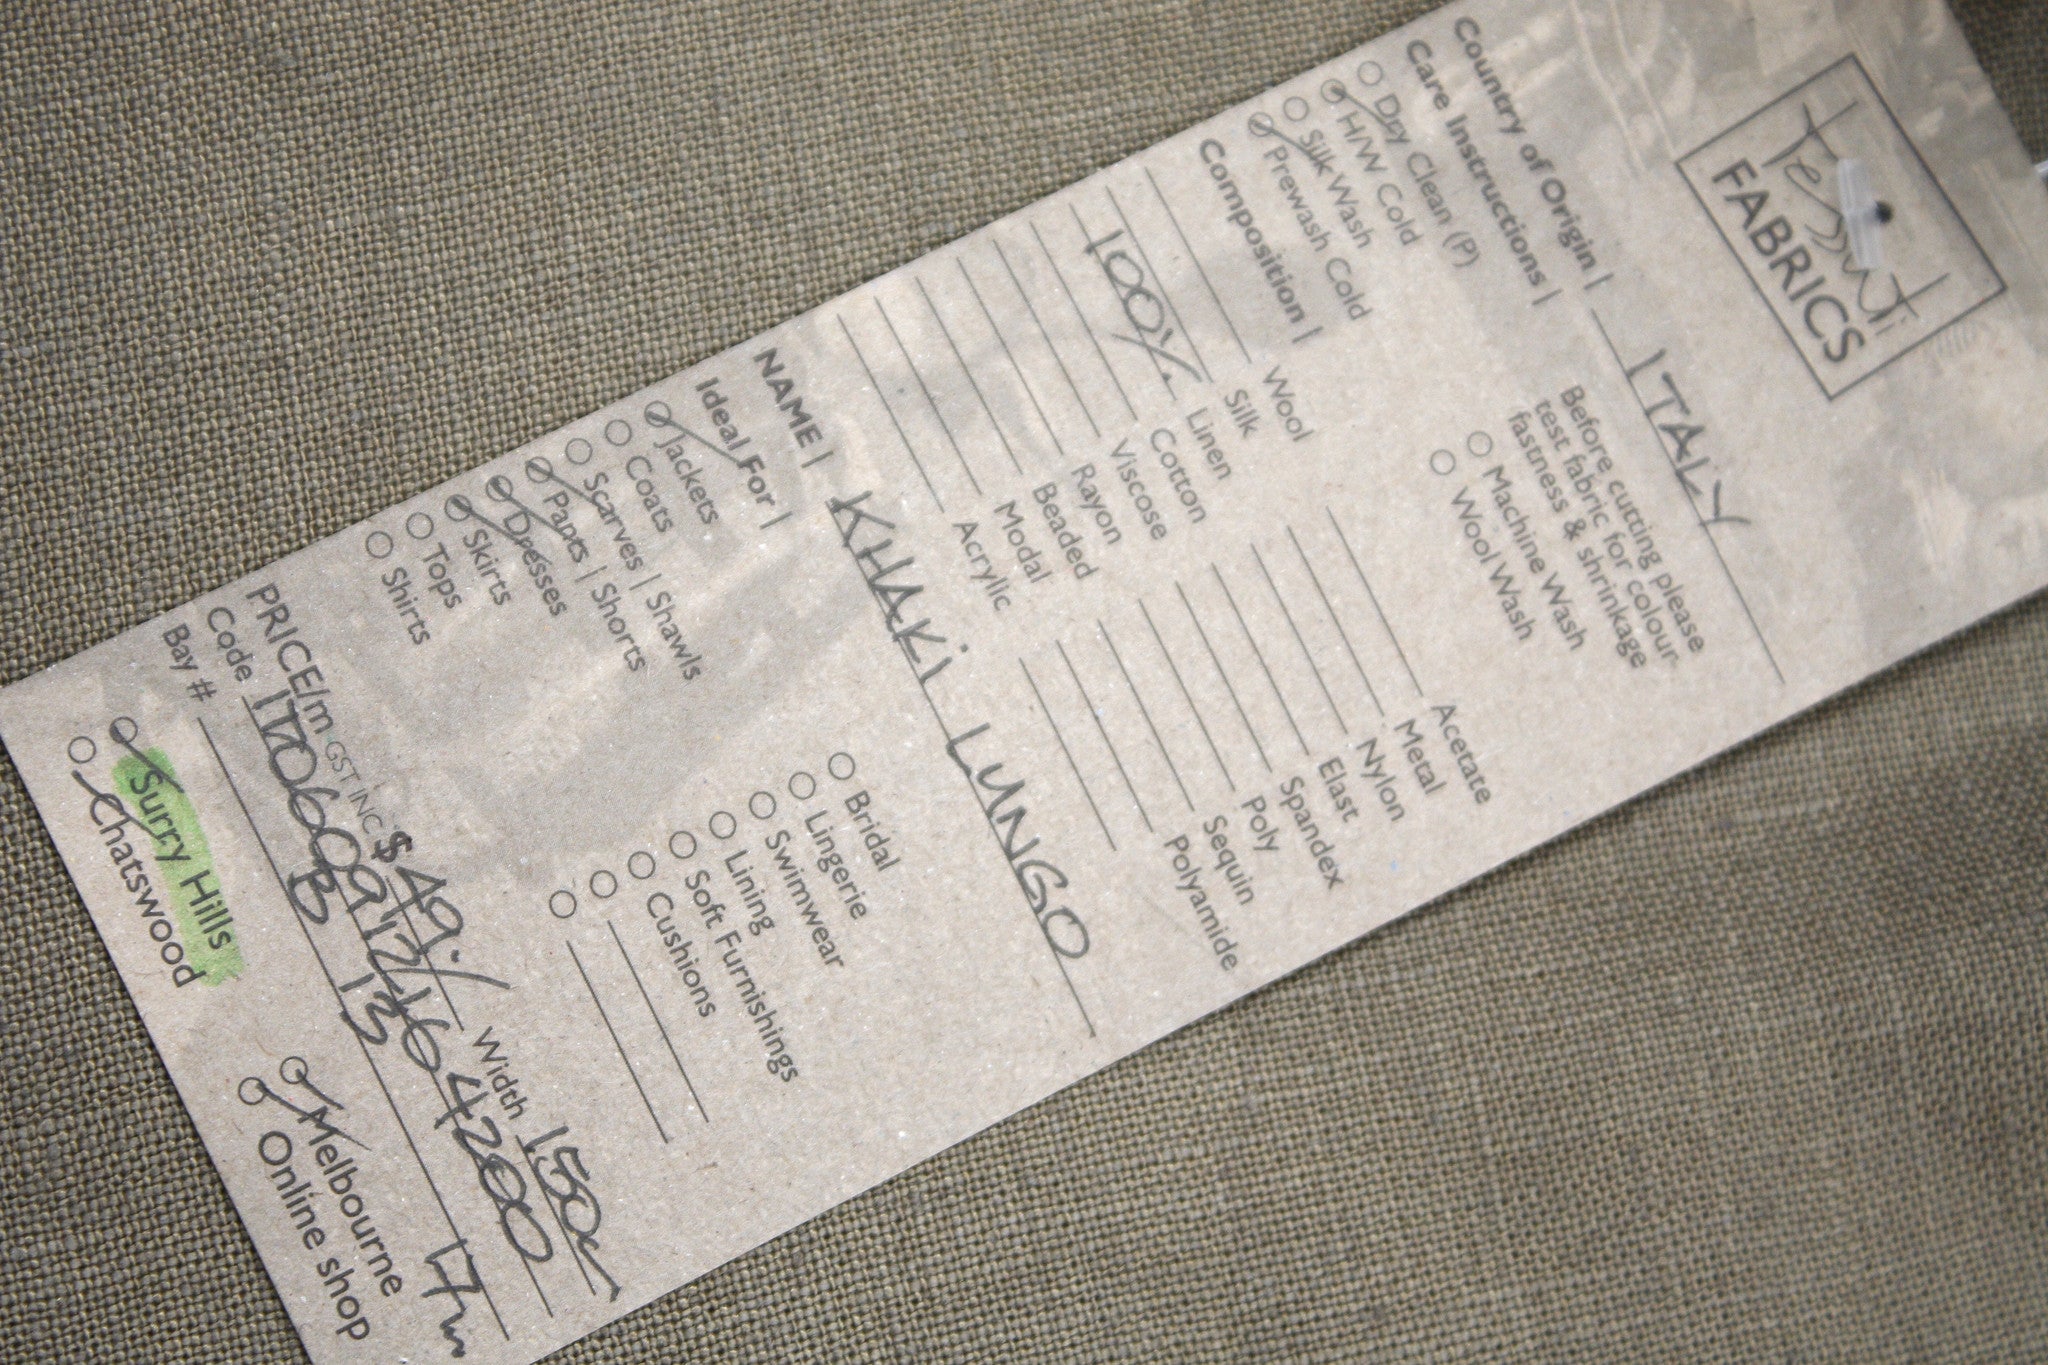 Tessuti
FABRICS
Country of Origin | ITALY
Care Instructions |
Dry Clean (P)
H/W Cold
Silk Wash
Prewash Cold
Before cutting please
test fabric for colour
fastness & shrinkage
Machine Wash
Wool Wash
Composition |
Wool
Silk
100% Linen
Cotton
Viscose
Rayon
Beaded
Modal
Acrylic
Acetate
Metal
Nylon
Elast
Spandex
Poly
Sequin
Polyamide
NAME | KHAKI LUNGO
Ideal For |
Jackets
Coats
Scarves | Shawls
Pants | Shorts
Dresses
Skirts
Tops
Shirts
Bridal
Lingerie
Swimwear
Lining
Soft Furnishings
Cushions
PRICE/m GST INC $49. Width 150
Code IT060912164200
Bay # B 13 17m
Surry Hills
Chatswood
Melbourne
Online shop